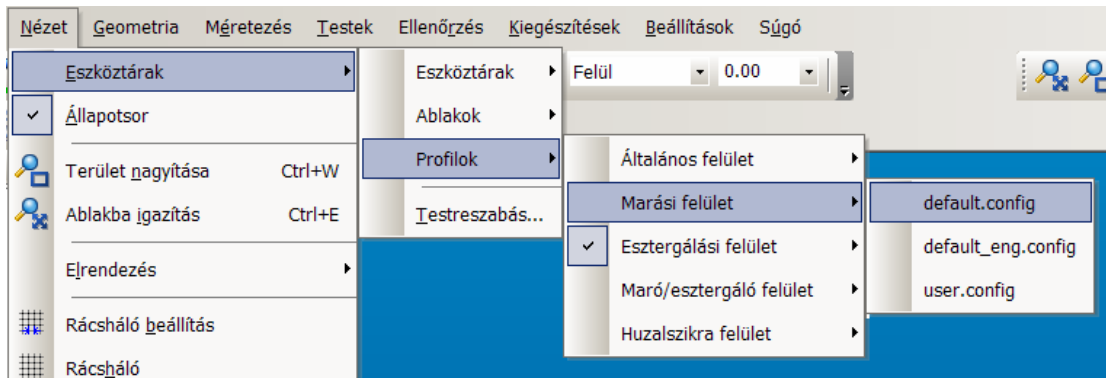 Nézet Geometria Méretezés Testek Ellenőrzés Kiegészítések Beállítások Súgó
Eszköztárak
Állapotsor
Terület nagyítása Ctrl+W
Ablakba igazítás Ctrl+E
Elrendezés
Rácsháló beállítás
Rácsháló
Eszköztárak
Ablakok
Profilok
Testreszabás...
Felül 0.00
Általános felület
Marási felület
Esztergálási felület
Maró/esztergáló felület
Huzalszikra felület
default.config
default_eng.config
user.config